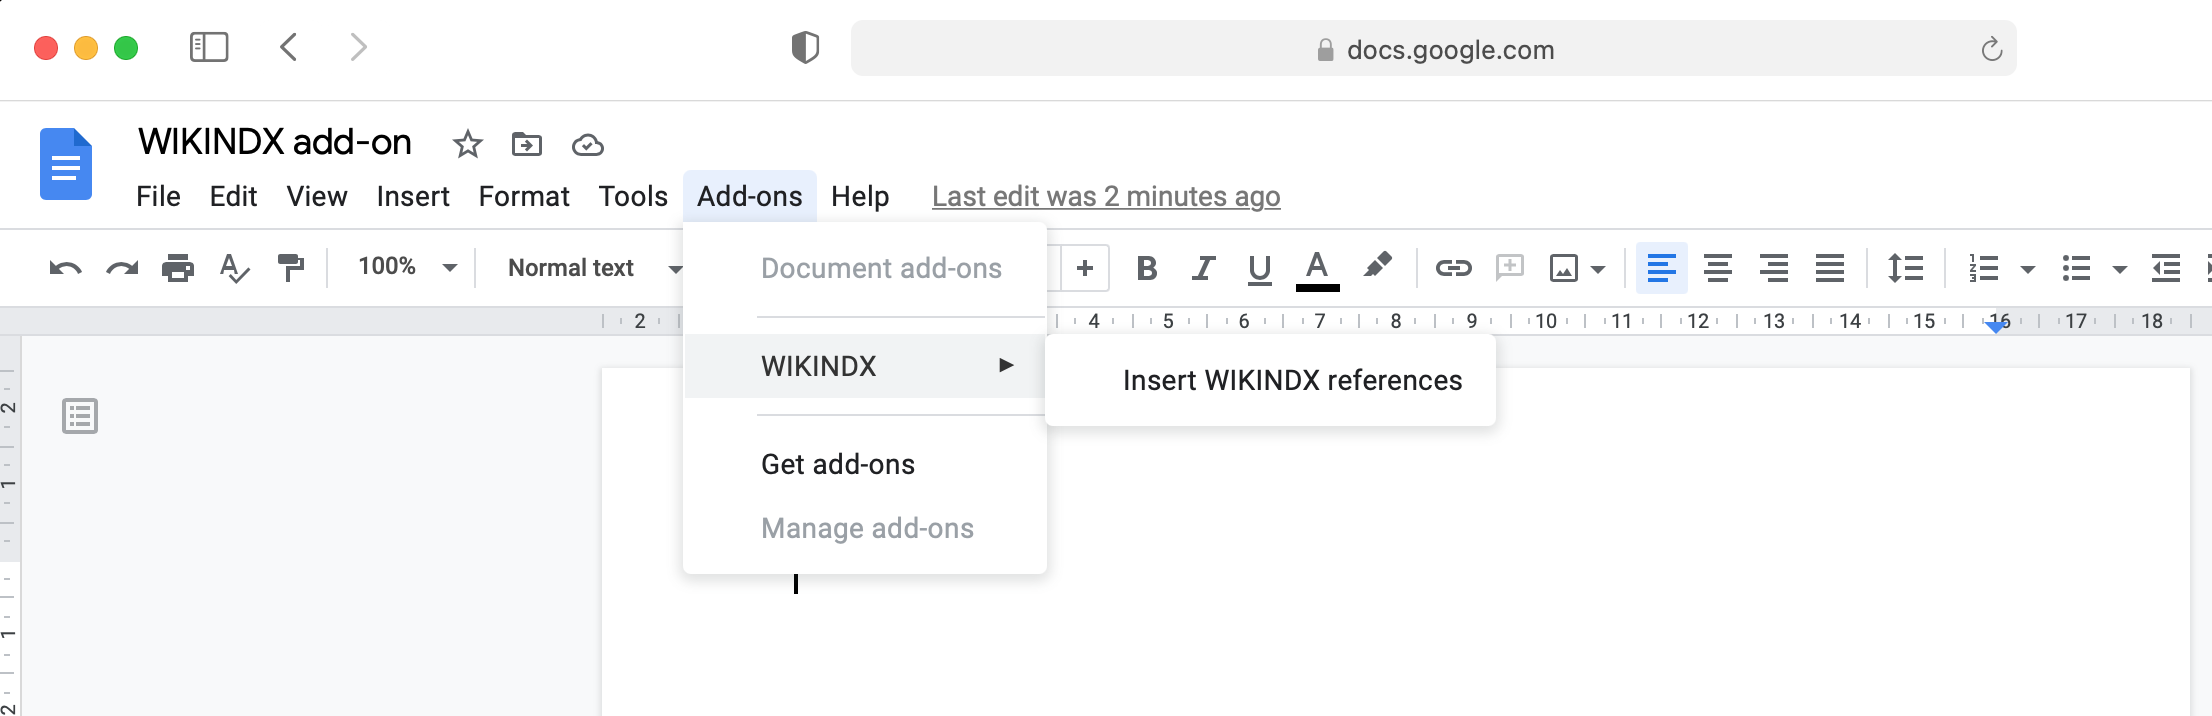 docs.google.com
WIKINDX add-on
File Edit View Insert Format Tools Add-ons Help Last edit was 2 minutes ago
100% Normal text + B I U A
Document add-ons
2 4 5 6 7 8 9 10 11 12 13 14 15 16 17 18
WIKINDX ►
Insert WIKINDX references
Get add-ons
Manage add-ons
2
1
1
2